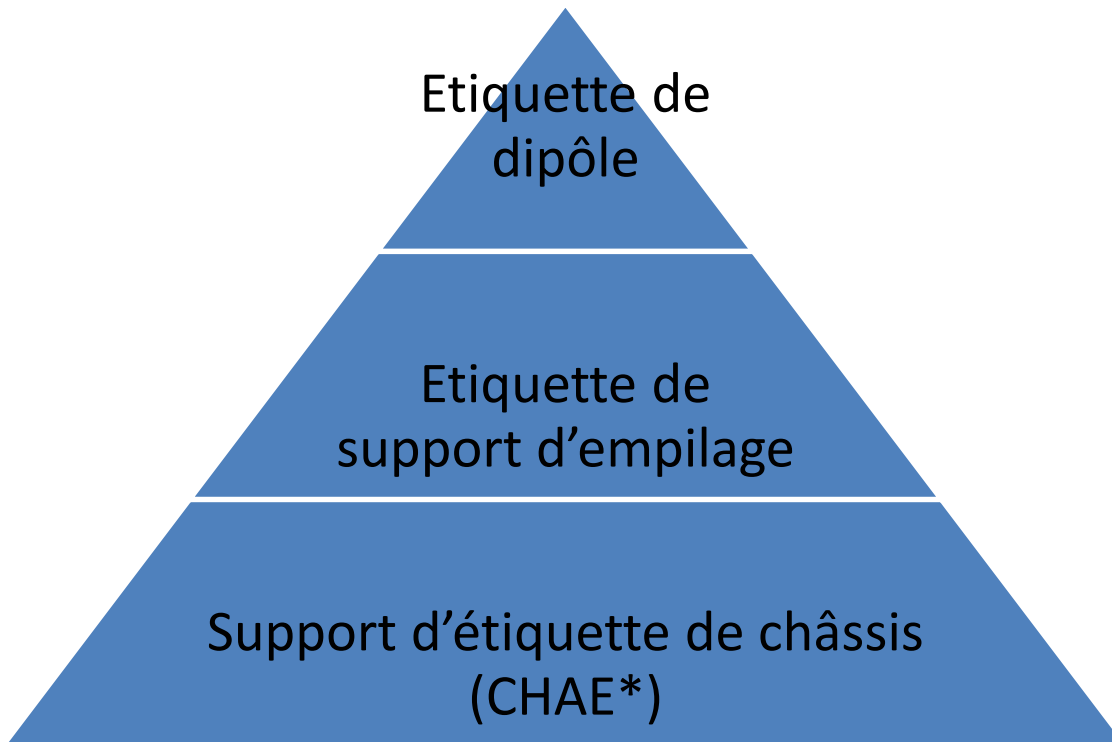 Etiquette de
dipôle
Etiquette de
support d’empilage
Support d’étiquette de châssis
(CHAE*)